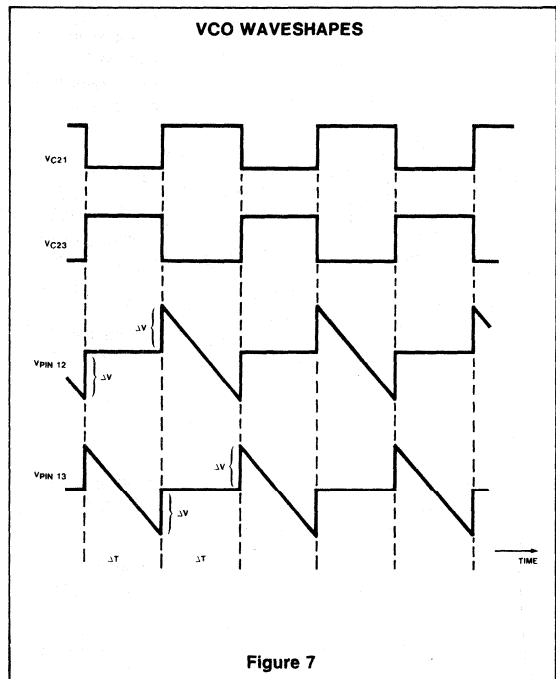 VCO WAVESHAPES
VC21
VC23
ΔV
VPIN 12
ΔV
VPIN 13
ΔV
ΔV
ΔT ΔT
TIME
Figure 7